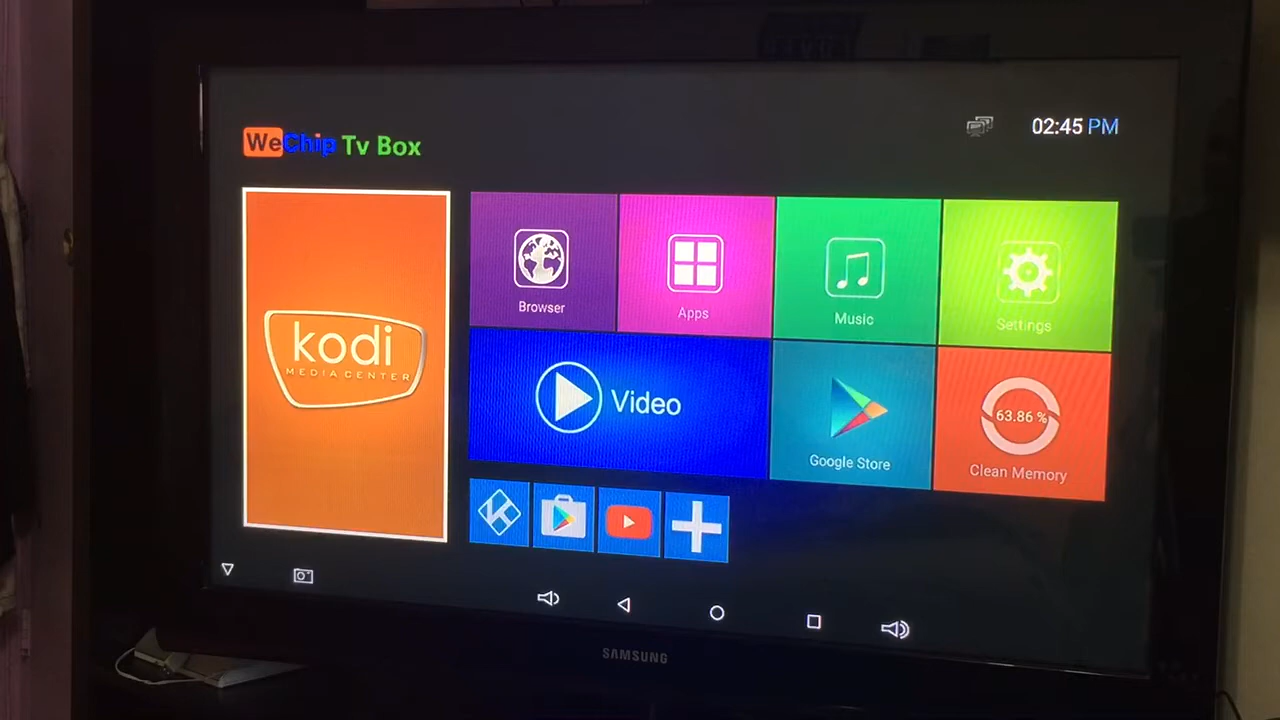 WeChip Tv Box
02:45 PM
kodi
MEDIA CENTER
Browser
Apps
Music
Settings
Video
Google Store
63.86 %
Clean Memory
SAMSUNG